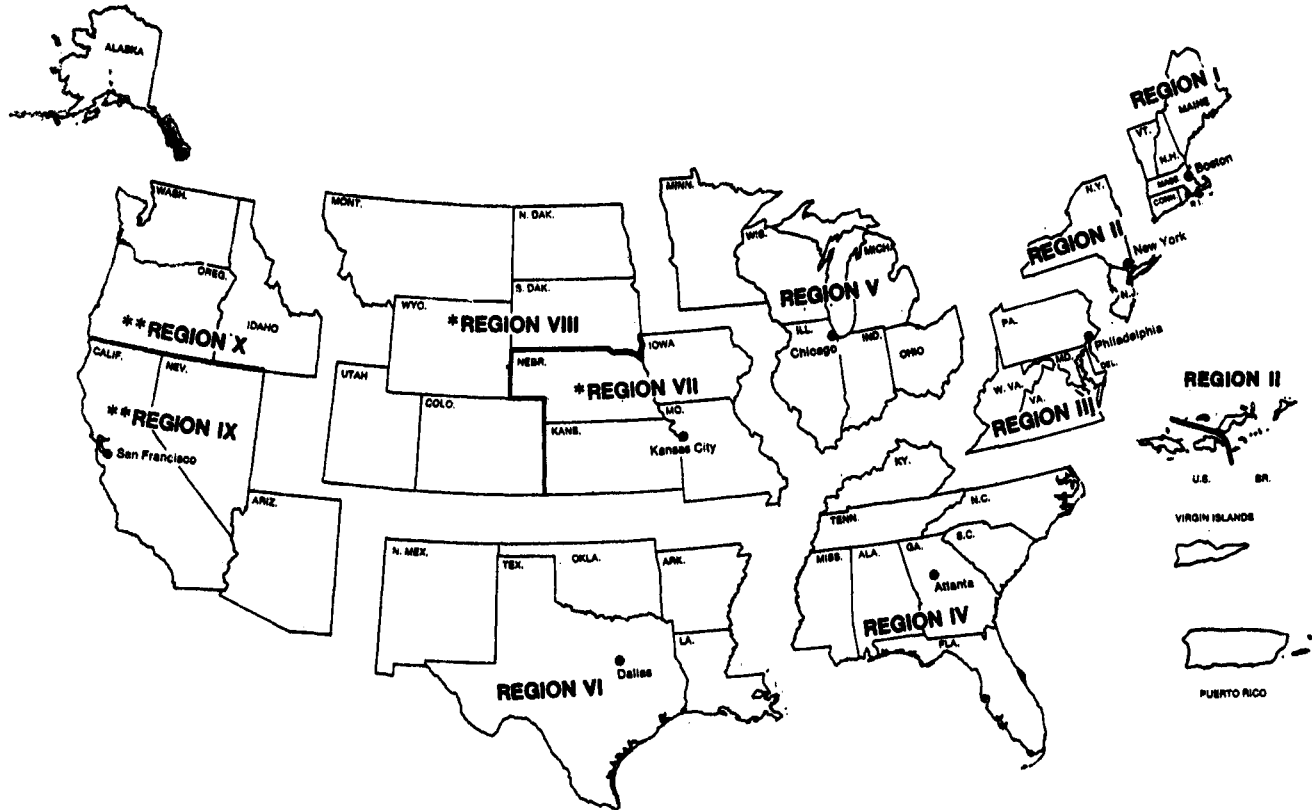 ALASKA
REGION I
MAINE
VT.
N.H.
Boston
MASS
CONN.
R.I.
N.Y.
REGION II
New York
N.J.
WASH.
MONT.
N. DAK.
MINN.
WIS.
MICH.
OREG.
S. DAK.
REGION V
WYO.
**REGION X
IDAHO
*REGION VIII
ILL.
IND.
OHIO
Chicago
PA.
Philadelphia
MD.
DEL.
W. VA.
VA.
REGION III
CALIF.
NEV.
UTAH
NEBR.
IOWA
*REGION VII
COLO.
MO.
KANS.
Kansas City
**REGION IX
San Francisco
ARIZ.
REGION II
U.S.
BR.
VIRGIN ISLANDS
KY.
TENN.
N.C.
S.C.
N. MEX.
TEX.
OKLA.
ARK.
MISS.
ALA.
GA.
Atlanta
REGION IV
LA.
FLA.
Dallas
REGION VI
PUERTO RICO